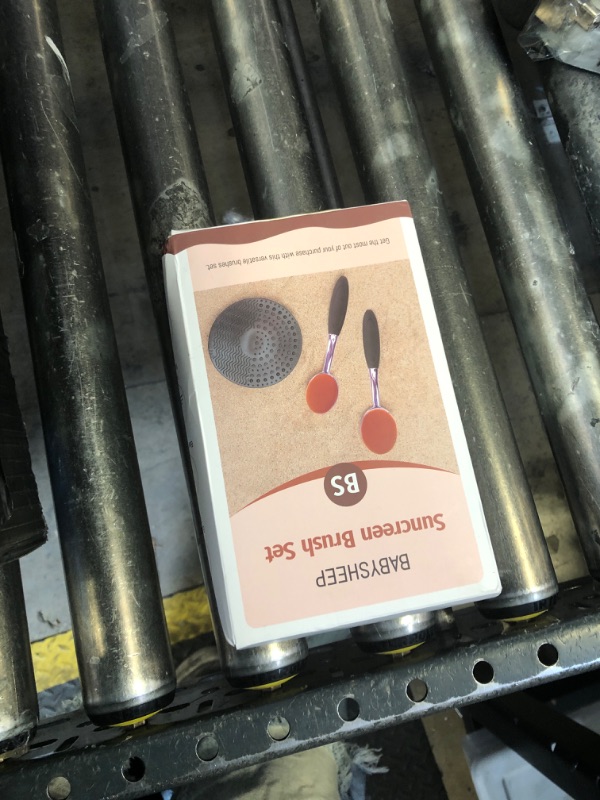 BABYSHEEP
Suncreen Brush Set
BS
Get the most out of your purchase with this versatile brushes set.